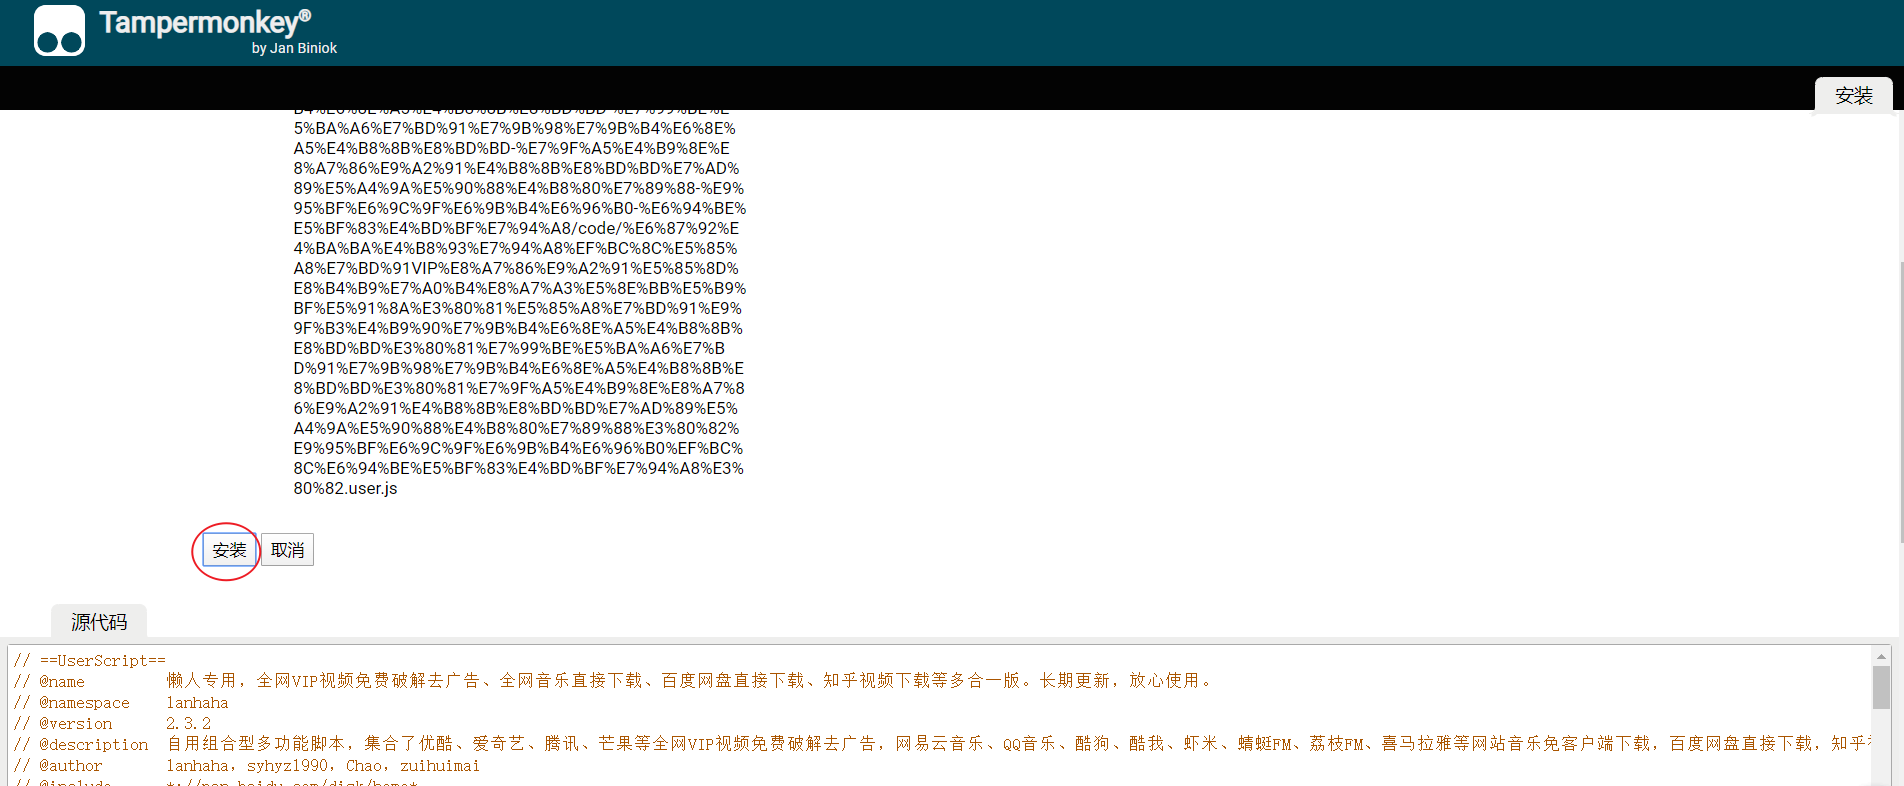 Tampermonkey®
by Jan Biniok
安装
5%BA%A6%E7%BD%91%E7%9B%98%E7%9B%B4%E6%8E%
A5%E4%B8%8B%E8%BD%BD-%E7%9F%A5%E4%B9%8E%E
8%A7%86%E9%A2%91%E4%B8%8B%E8%BD%BD%E7%AD%
89%E5%A4%9A%E5%90%88%E4%B8%80%E7%89%88-%E9%
95%BF%E6%9C%9F%E6%9B%B4%E6%96%B0-%E6%94%BE%
E5%BF%83%E4%BD%BF%E7%94%A8/code/%E6%87%92%E
4%BA%BA%E4%B8%93%E7%94%A8%EF%BC%8C%E5%85%
A8%E7%BD%91VIP%E8%A7%86%E9%A2%91%E5%85%8D%
E8%B4%B9%E7%A0%B4%E8%A7%A3%E5%8E%BB%E5%B9%
BF%E5%91%8A%E3%80%81%E5%85%A8%E7%BD%91%E9%
9F%B3%E4%B9%90%E7%9B%B4%E6%8E%A5%E4%B8%8B%
E8%BD%BD%E3%80%81%E7%99%BE%E5%BA%A6%E7%B
D%91%E7%9B%98%E7%9B%B4%E6%8E%A5%E4%B8%8B%E
8%BD%BD%E3%80%81%E7%9F%A5%E4%B9%8E%E8%A7%8
6%E9%A2%91%E4%B8%8B%E8%BD%BD%E7%AD%89%E5%
A4%9A%E5%90%88%E4%B8%80%E7%89%88%E3%80%82%
E9%95%BF%E6%9C%9F%E6%9B%B4%E6%96%B0%EF%BC%
8C%E6%94%BE%E5%BF%83%E4%BD%BF%E7%94%A8%E3%
80%82.user.js
安装 取消
源代码
// ==UserScript==
// @name 懒人专用，全网VIP视频免费破解去广告、全网音乐直接下载、百度网盘直接下载、知乎视频下载等多合一版。长期更新，放心使用。
// @namespace lanhaha
// @version 2.3.2
// @description 自用组合型多功能脚本，集合了优酷、爱奇艺、腾讯、芒果等全网VIP视频免费破解去广告，网易云音乐、QQ音乐、酷狗、酷我、虾米、蜻蜓FM、荔枝FM、喜马拉雅等网站音乐免客户端下载，百度网盘直接下载，知乎
// @author lanhaha，syhyz1990，Chao，zuihuimai
// @include *://pan.baidu.com/disk/home*